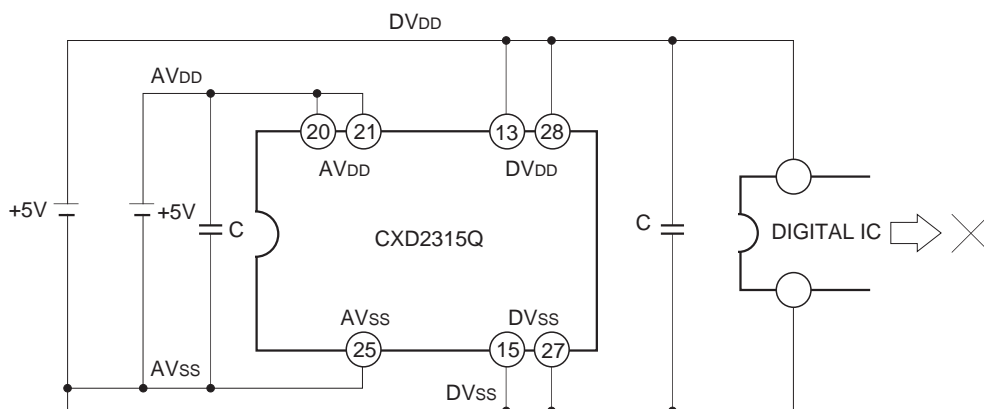 DVDD
AVDD
20 21 13 28
AVDD DVDD
+5V +5V C CXD2315Q C DIGITAL IC
AVSS DVSS
25 15 27
AVSS DVSS